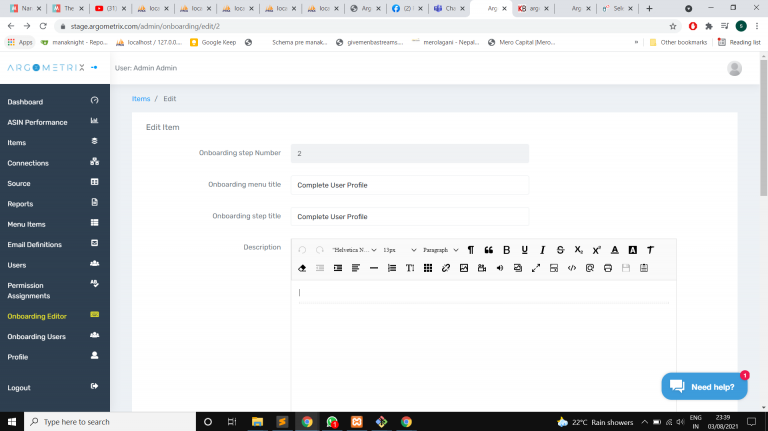 Nar
The
(31)
loca
loca
loca
loca
loca
Arg
(2)
Cha
Arg
arg
Arg
Sele
stage.argometrix.com/admin/onboarding/edit/2
Apps
manaknight - Repo...
localhost / 127.0.0....
Google Keep
Schema pre manak...
givemenbastreams....
merolagani - Nepal...
Mero Capital |Mero...
»
Other bookmarks
Reading list
ARGOMETRIX
User: Admin Admin
Dashboard
ASIN Performance
Items
Connections
Source
Reports
Menu Items
Email Definitions
Users
Permission
Assignments
Onboarding Editor
Onboarding Users
Profile
Logout
Items / Edit
Edit Item
Onboarding step Number
2
Onboarding menu title
Complete User Profile
Onboarding step title
Complete User Profile
Description
"Helvetica N...
13px
Paragraph
Need help?
1
Type here to search
22°C Rain showers
ENG
IN
23:39
03/08/2021